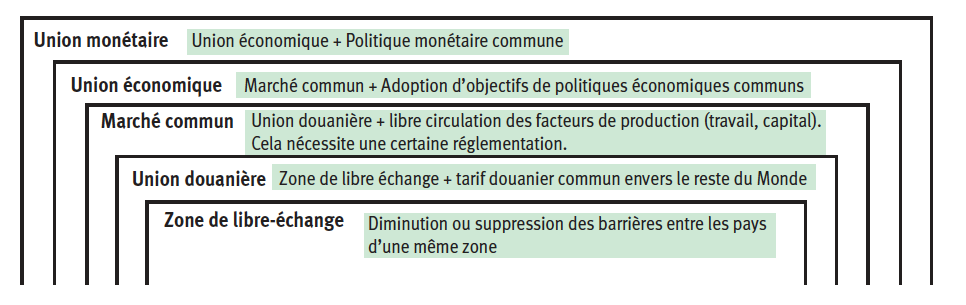 Union monétaire Union économique + Politique monétaire commune
Union économique Marché commun + Adoption d'objectifs de politiques économiques communs
Marché commun Union douanière + libre circulation des facteurs de production (travail, capital).
Cela nécessite une certaine réglementation.
Union douanière Zone de libre échange + tarif douanier commun envers le reste du Monde
Zone de libre-échange Diminution ou suppression des barrières entre les pays
d'une même zone